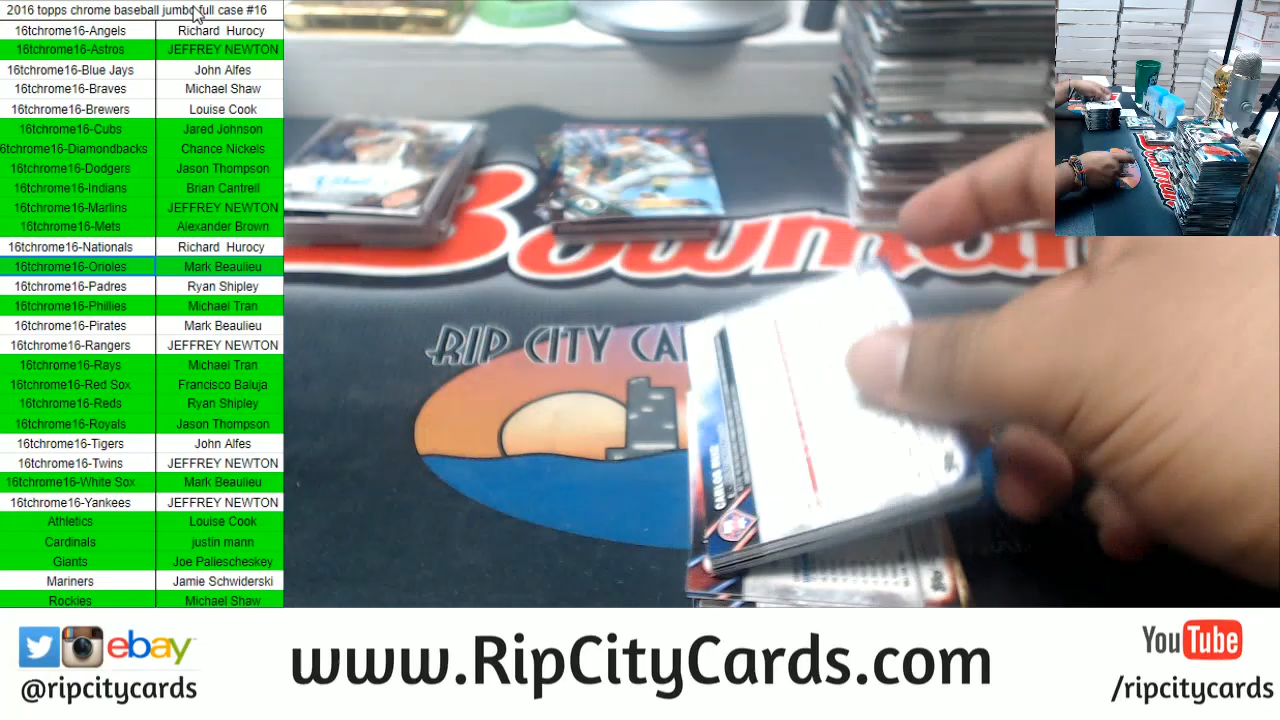 2016 topps chrome baseball jumbo full case #16
16tchrome16-Angels Richard Hurocy
16tchrome16-Astros JEFFREY NEWTON
16tchrome16-Blue Jays John Alfes
16tchrome16-Braves Michael Shaw
16tchrome16-Brewers Louise Cook
16tchrome16-Cubs Jared Johnson
6tchrome16-Diamondbacks Chance Nickels
16tchrome16-Dodgers Jason Thompson
16tchrome16-Indians Brian Cantrell
16tchrome16-Marlins JEFFREY NEWTON
16tchrome16-Mets Alexander Brown
16tchrome16-Nationals Richard Hurocy
16tchrome16-Orioles Mark Beaulieu
16tchrome16-Padres Ryan Shipley
16tchrome16-Phillies Michael Tran
16tchrome16-Pirates Mark Beaulieu
16tchrome16-Rangers JEFFREY NEWTON
16tchrome16-Rays Michael Tran
16tchrome16-Red Sox Francisco Baluja
16tchrome16-Reds Ryan Shipley
16tchrome16-Royals Jason Thompson
16tchrome16-Tigers John Alfes
16tchrome16-Twins JEFFREY NEWTON
16tchrome16-White Sox Mark Beaulieu
16tchrome16-Yankees JEFFREY NEWTON
Athletics Louise Cook
Cardinals justin mann
Giants Joe Paliescheskey
Mariners Jamie Schwiderski
Rockies Michael Shaw
Bowman
RIP CITY CA
CARLOS
Bowman
ebay
@ripcitycards
www.RipCityCards.com
YouTube
/ripcitycards